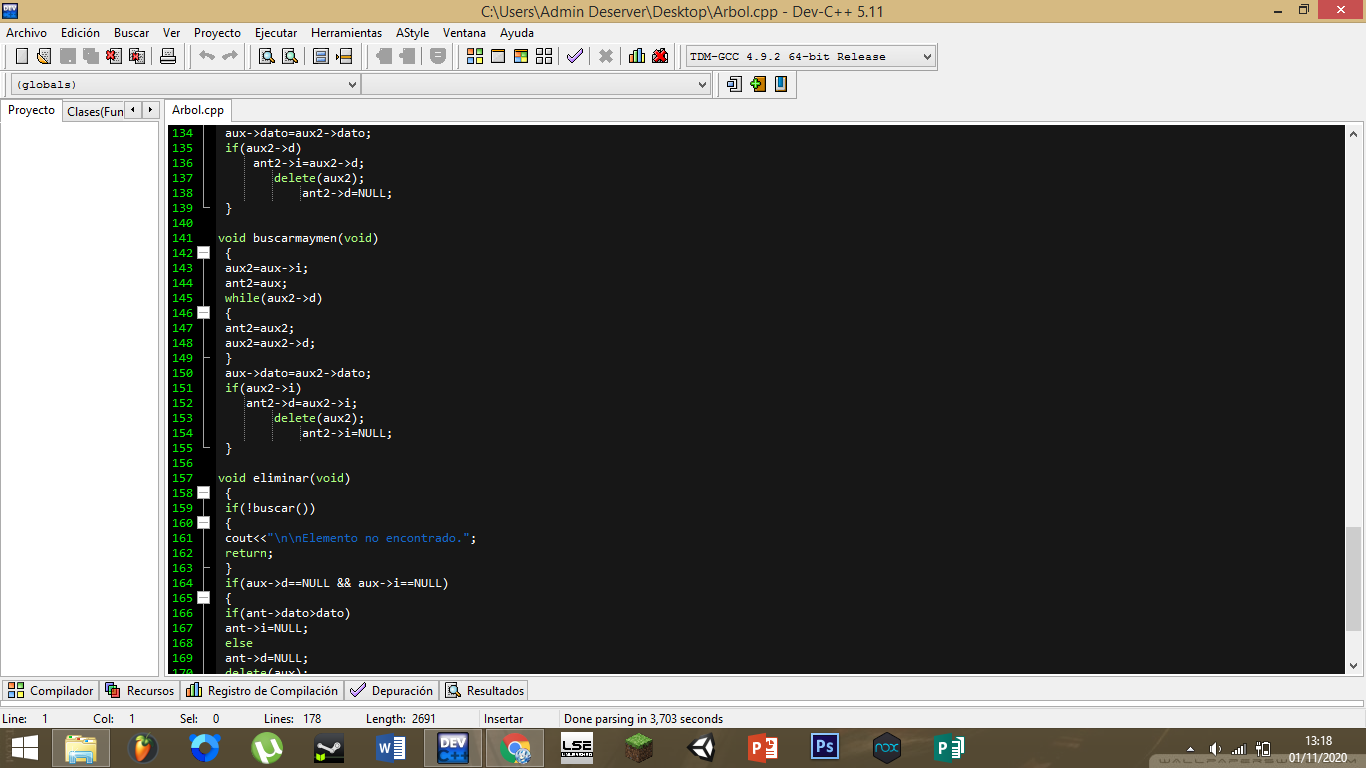 C:\Users\Admin Deserver\Desktop\Arbol.cpp - Dev-C++ 5.11
Archivo Edición Buscar Ver Proyecto Ejecutar Herramientas AStyle Ventana Ayuda
TDM-GCC 4.9.2 64-bit Release
(globals)
Proyecto Clases(Fun Arbol.cpp
134 aux->dato=aux2->dato;
135 if(aux2->d)
136 ant2->i=aux2->d;
137 delete(aux2);
138 ant2->d=NULL;
139 }
140
141 void buscarmaymen(void)
142 {
143 aux2=aux->i;
144 ant2=aux;
145 while(aux2->d)
146 {
147 ant2=aux2;
148 aux2=aux2->d;
149 }
150 aux->dato=aux2->dato;
151 if(aux2->i)
152 ant2->d=aux2->i;
153 delete(aux2);
154 ant2->i=NULL;
155 }
156
157 void eliminar(void)
158 {
159 if(!buscar())
160 {
161 cout<<"\n\nElemento no encontrado.";
162 return;
163 }
164 if(aux->d==NULL && aux->i==NULL)
165 {
166 if(ant->dato>dato)
167 ant->i=NULL;
168 else
169 ant->d=NULL;
170 delete(aux);
Compilador Recursos Registro de Compilación Depuración Resultados
Line: 1 Col: 1 Sel: 0 Lines: 178 Length: 2691 Insertar Done parsing in 3,703 seconds
DEV C++ LSE Ps nox
13:18
01/11/2020